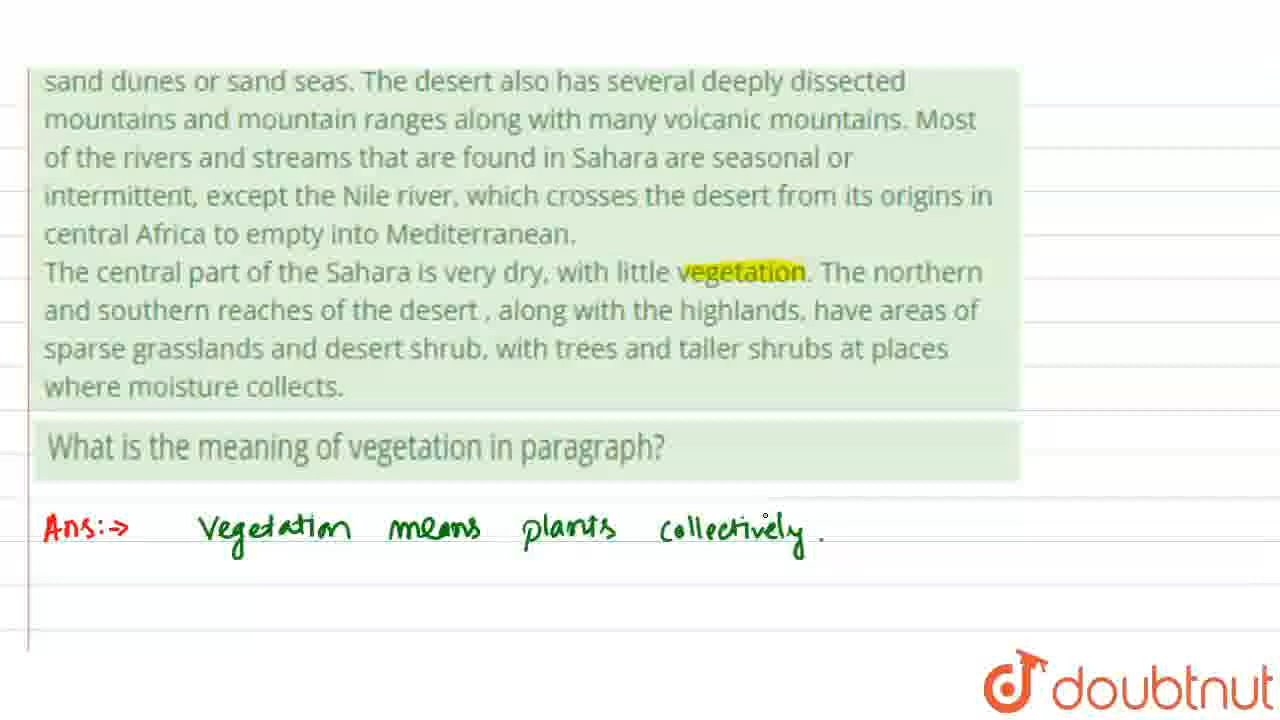 sand dunes or sand seas. The desert also has several deeply dissected
mountains and mountain ranges along with many volcanic mountains. Most
of the rivers and streams that are found in Sahara are seasonal or
intermittent, except the Nile river, which crosses the desert from its origins in
central Africa to empty into Mediterranean.
The central part of the Sahara is very dry, with little vegetation. The northern
and southern reaches of the desert , along with the highlands, have areas of
sparse grasslands and desert shrub, with trees and taller shrubs at places
where moisture collects.
What is the meaning of vegetation in paragraph?
Ans:→ Vegetation means plants collectively.
doubtnut